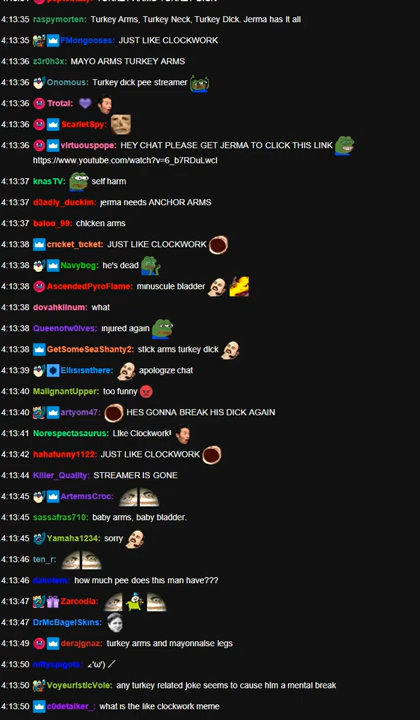 4:13:35 raspymorten: Turkey Arms, Turkey Neck, Turkey Dick. Jerma has it all
4:13:35 FMongooses: JUST LIKE CLOCKWORK
4:13:36 z3r0h3x: MAYO ARMS TURKEY ARMS
4:13:36 Onomous: Turkey dick pee streamer
4:13:36 Trotal:
4:13:36 ScarletSpy:
4:13:36 virtuouspope: HEY CHAT PLEASE GET JERMA TO CLICK THIS LINK
https://www.youtube.com/watch?v=6_b7RDuLwcI
4:13:37 knasTV: self harm
4:13:37 d3adly_ducklin: jerma needs ANCHOR ARMS
4:13:37 baloo_99: chicken arms
4:13:38 cricket_ticket: JUST LIKE CLOCKWORK
4:13:38 Navybog: he's dead
4:13:38 AscendedPyroFlame: minuscule bladder
4:13:38 dovahkiinum: what
4:13:38 Queenofw0lves: injured again
4:13:38 GetSomeSeaShanty2: stick arms turkey dick
4:13:39 Ellisisnthere: apologize chat
4:13:40 MalignantUpper: too funny
4:13:40 artyom47: HES GONNA BREAK HIS DICK AGAIN
4:13:41 Norespectasaurus: Like Clockwork!
4:13:42 hahafunny1122: JUST LIKE CLOCKWORK
4:13:44 Killer_Quality: STREAMER IS GONE
4:13:45 ArtemisCroc:
4:13:45 sassafras710: baby arms, baby bladder.
4:13:45 Yamaha1234: sorry
4:13:46 ten_r:
4:13:46 how much pee does this man have???
4:13:47 Zarcodia:
4:13:47 DrMcBagelSkins:
4:13:49 derajgnaz: turkey arms and mayonnaise legs
4:13:50 ∠'ω')／
4:13:50 VoyeuristicVole: any turkey related joke seems to cause him a mental break
4:13:50 c0detalker_: what is the like clockwork meme